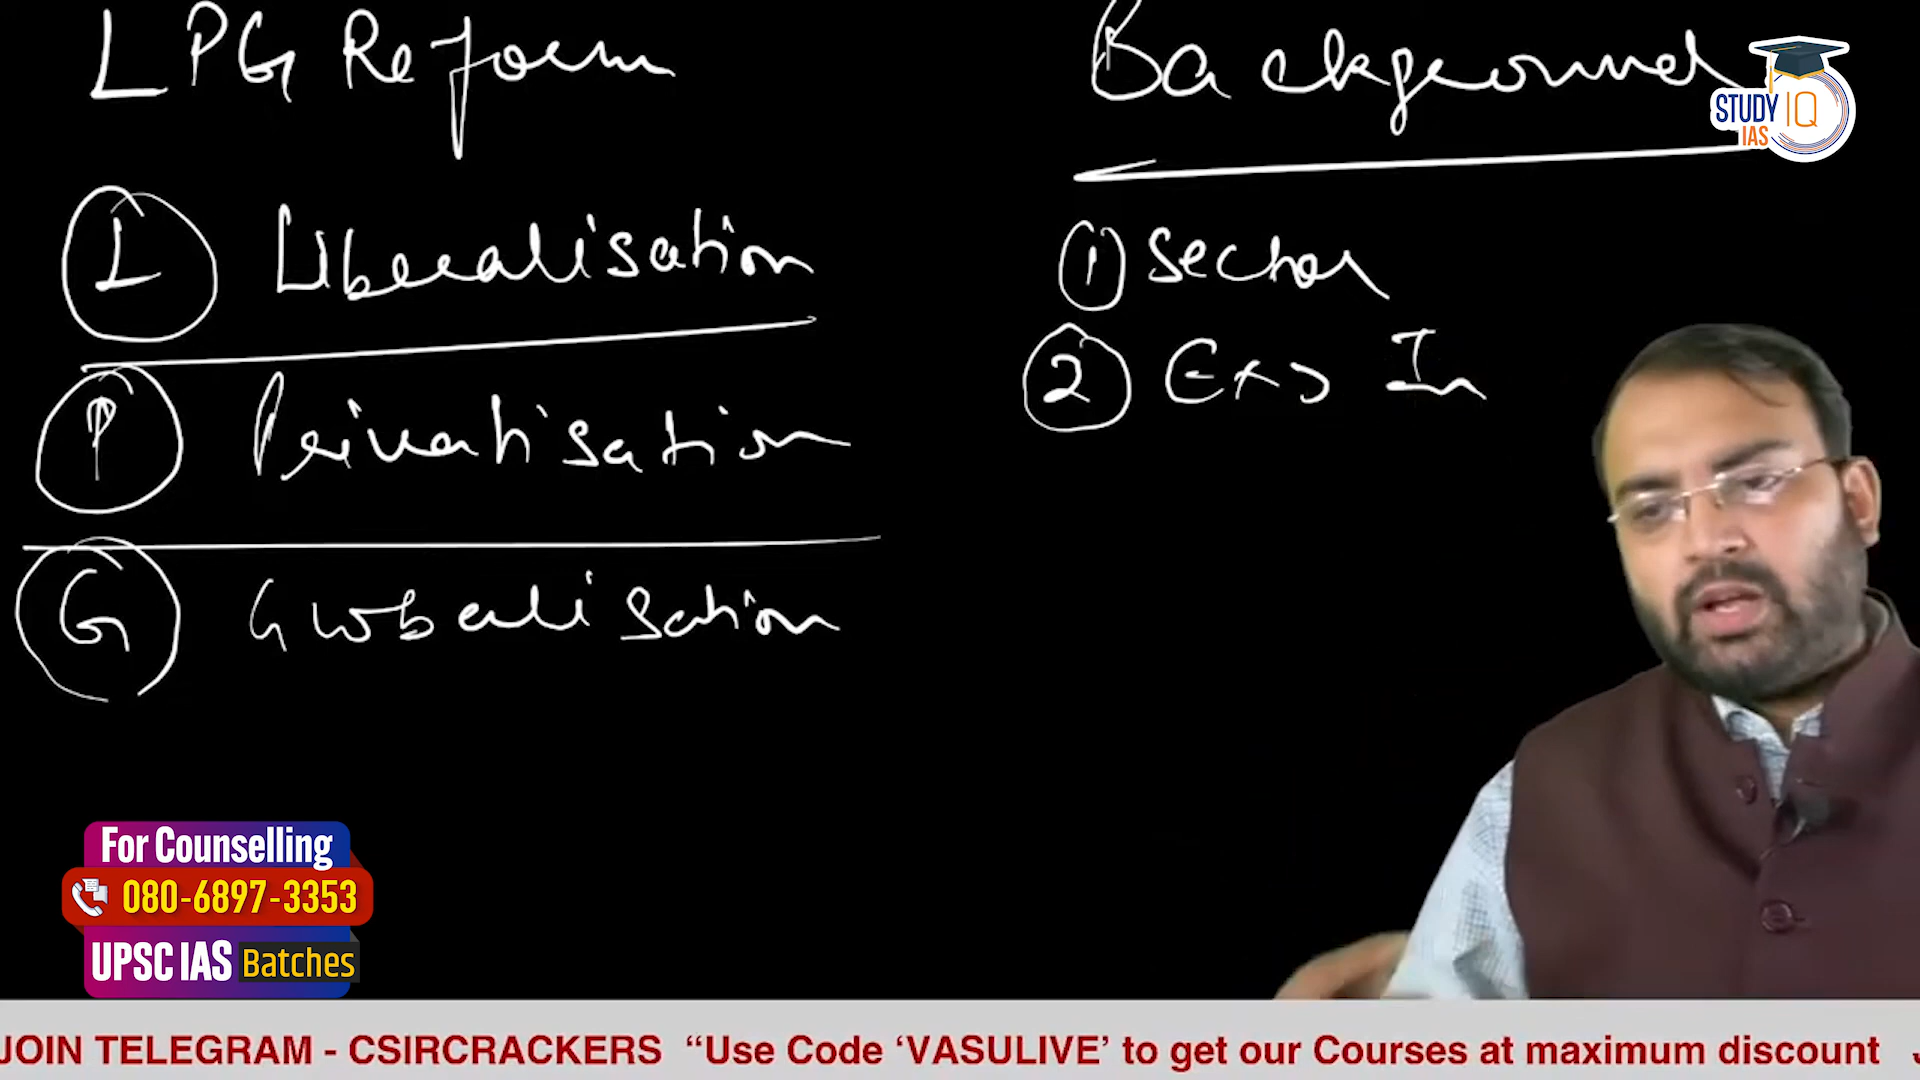 LPG Reform
L Liberalisation
P Privatisation
G Globalisation
Background
1 Sector
2 Ex > In
STUDY IQ
IAS
For Counselling
080-6897-3353
UPSC IAS Batches
JOIN TELEGRAM - CSIRCRACKERS “Use Code ‘VASULIVE’ to get our Courses at maximum discount